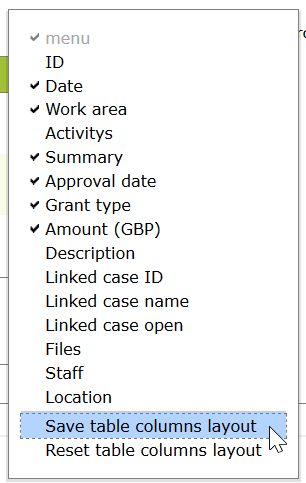 menu
ID
Date
Work area
Activitys
Summary
Approval date
Grant type
Amount (GBP)
Description
Linked case ID
Linked case name
Linked case open
Files
Staff
Location
Save table columns layout
Reset table columns layout